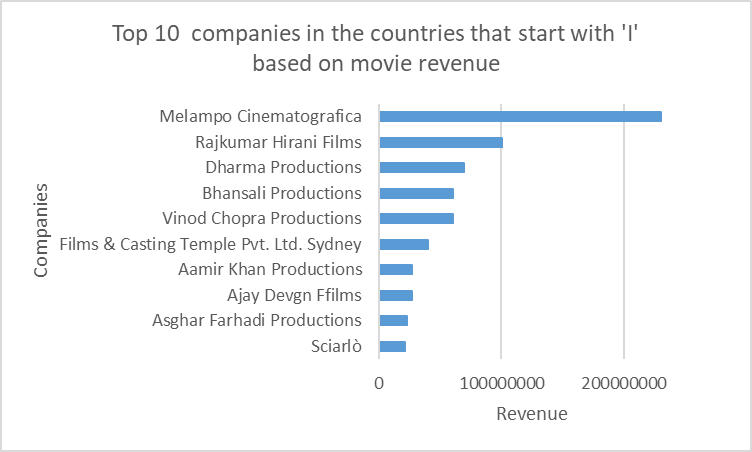 Top 10  companies in the countries that start with 'I'
based on movie revenue
Companies
Melampo Cinematografica
Rajkumar Hirani Films
Dharma Productions
Bhansali Productions
Vinod Chopra Productions
Films & Casting Temple Pvt. Ltd. Sydney
Aamir Khan Productions
Ajay Devgn Ffilms
Asghar Farhadi Productions
Sciarlò
0 100000000 200000000
Revenue